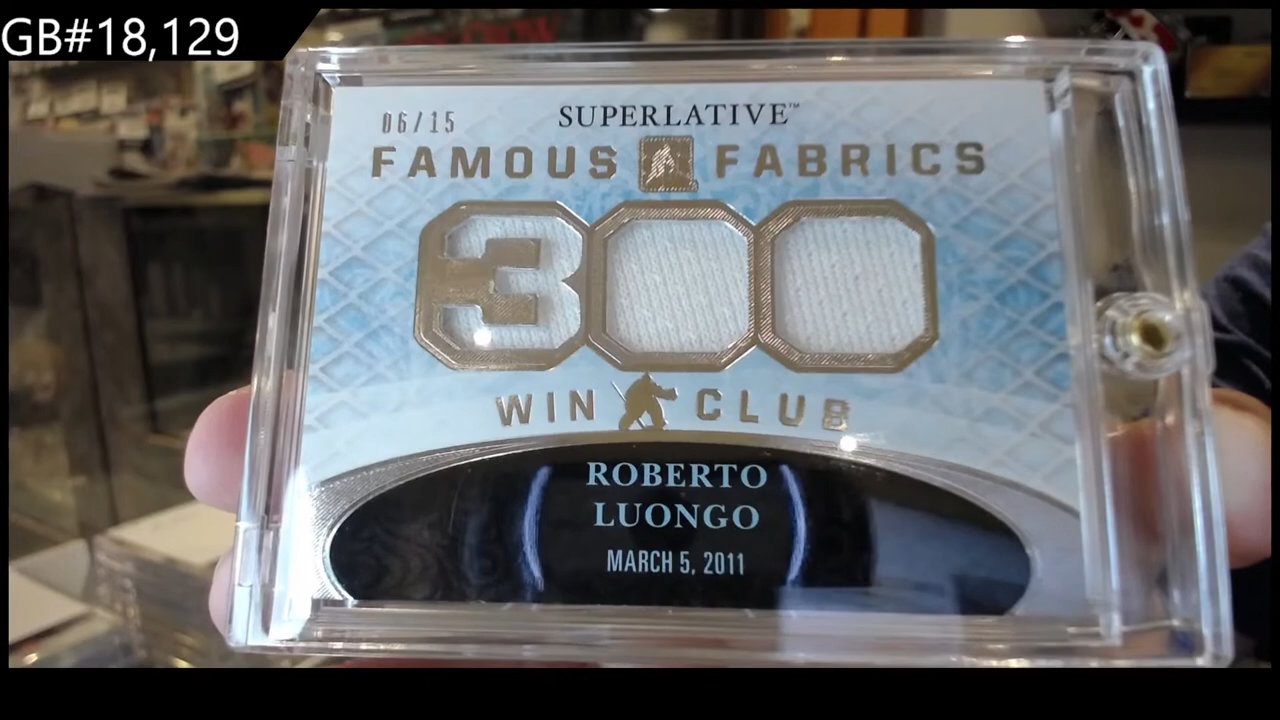 GB#18,129
06/15
SUPERLATIVE™
FAMOUS FABRICS
300
WIN CLUB
ROBERTO
LUONGO
MARCH 5, 2011